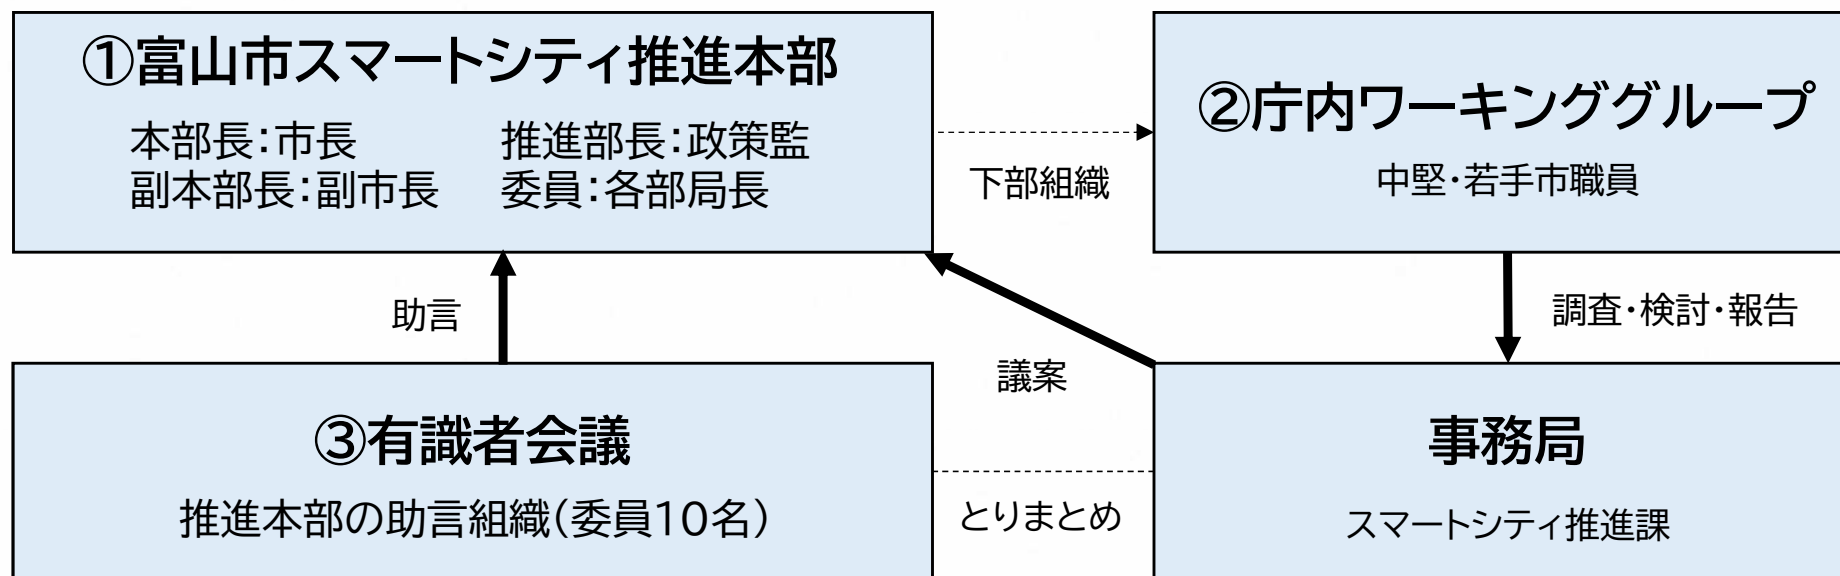 ①富山市スマートシティ推進本部
本部長：市長　推進部長：政策監
副本部長：副市長　委員：各部局長
下部組織
②庁内ワーキンググループ
中堅・若手市職員
助言
調査・検討・報告
議案
③有識者会議
推進本部の助言組織（委員10名）
とりまとめ
事務局
スマートシティ推進課